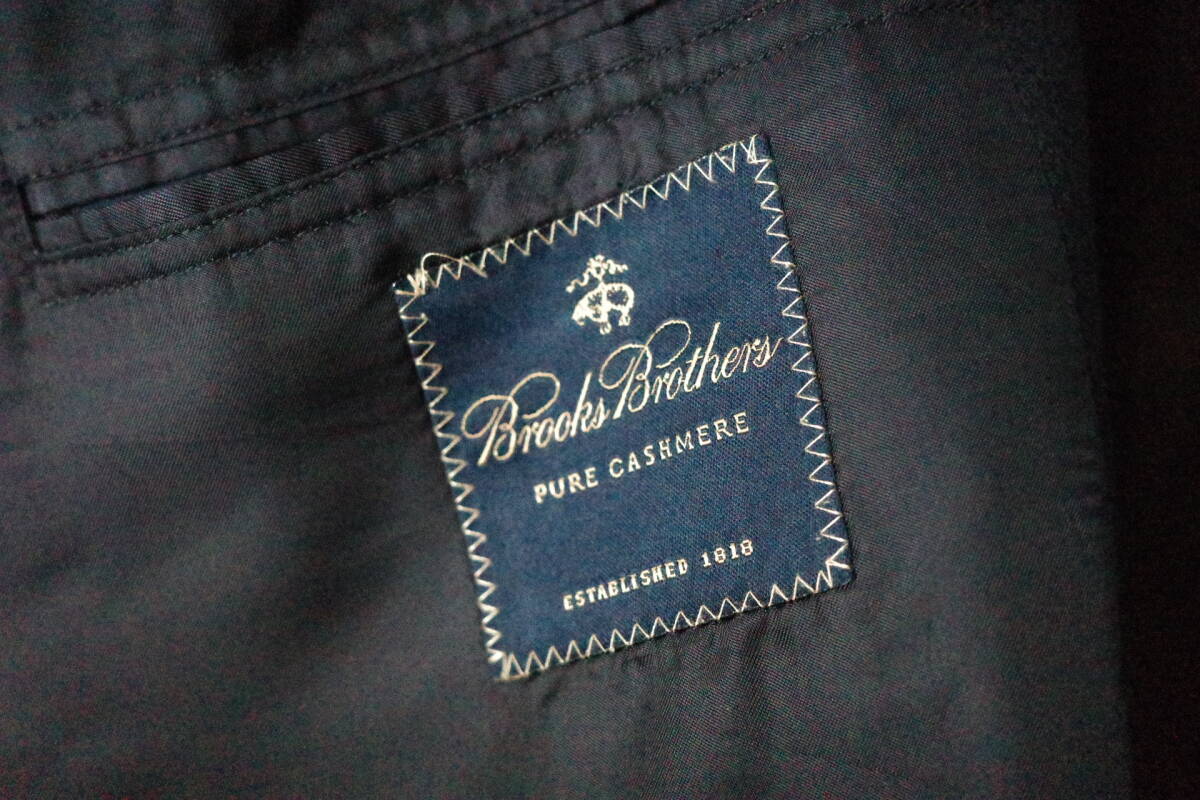 Brooks Brothers
PURE CASHMERE
ESTABLISHED 1818